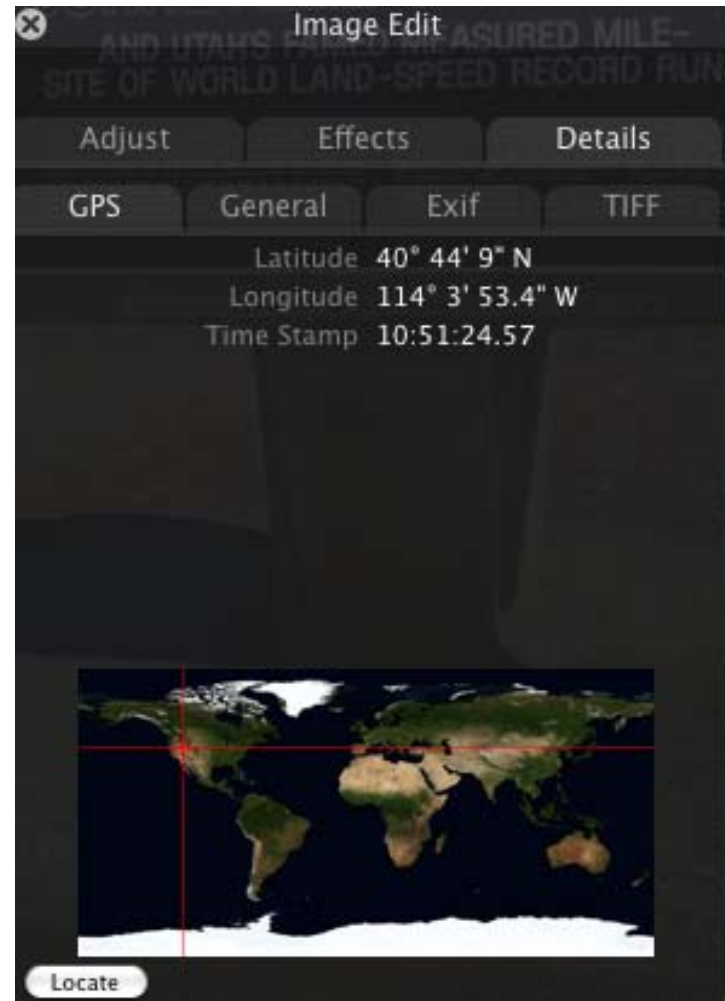 Image Edit
AND UTAH'S FAMED MEASURED MILE-
SITE OF WORLD LAND-SPEED RECORD RUN
Adjust Effects Details
GPS General Exif TIFF
Latitude 40° 44' 9" N
Longitude 114° 3' 53.4" W
Time Stamp 10:51:24.57
Locate